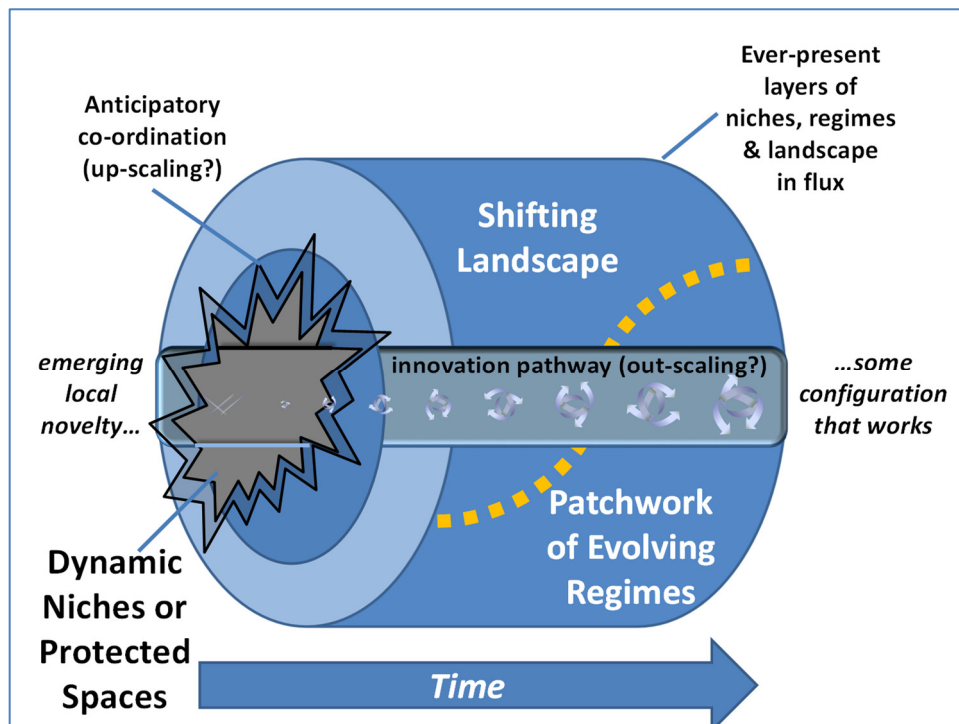 Anticipatory
co-ordination
(up-scaling?)
Ever-present
layers of
niches, regimes
& landscape
in flux
Shifting
Landscape
emerging
local
novelty…
innovation pathway (out-scaling?)
…some
configuration
that works
Patchwork
of Evolving
Regimes
Dynamic
Niches or
Protected
Spaces
Time